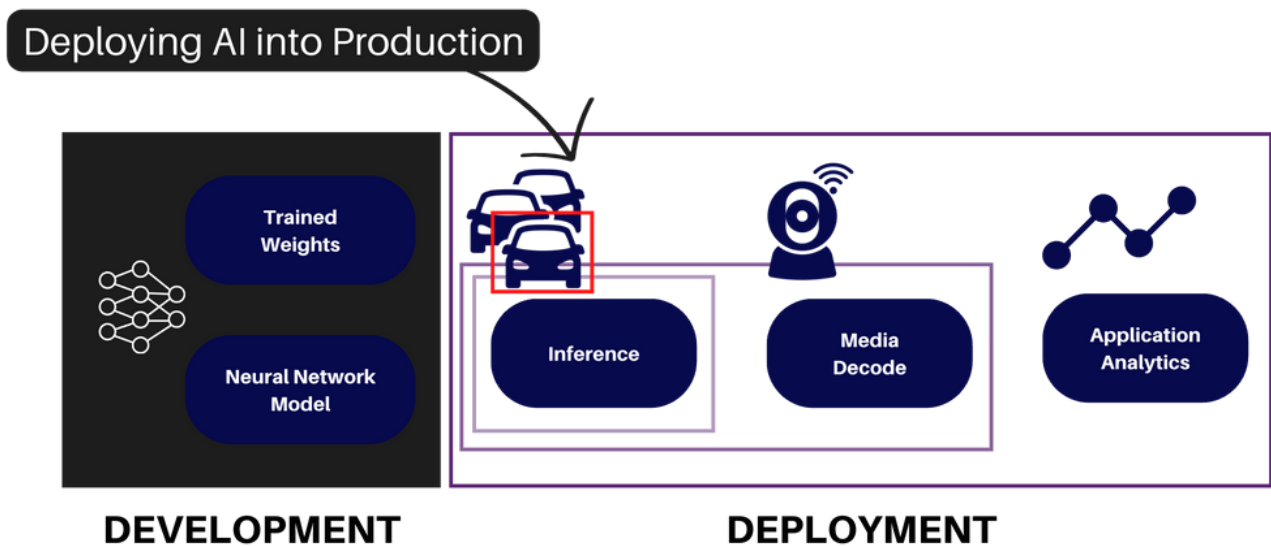 Deploying AI into Production
Trained
Weights
Neural Network
Model
Inference
Media
Decode
Application
Analytics
DEVELOPMENT
DEPLOYMENT